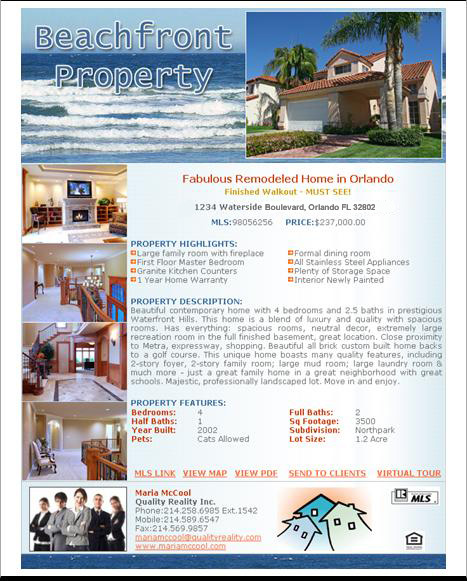 Beachfront
Property
Fabulous Remodeled Home in Orlando
Finished Walkout - MUST SEE!
1234 Waterside Boulevard, Orlando FL 32802
MLS:98056256 PRICE:$237,000.00
PROPERTY HIGHLIGHTS:
Large family room with fireplace
First Floor Master Bedroom
Granite Kitchen Counters
1 Year Home Warranty
Formal dining room
All Stainless Steel Appliances
Plenty of Storage Space
Interior Newly Painted
PROPERTY DESCRIPTION:
Beautiful contemporary home with 4 bedrooms and 2.5 baths in prestigious
Waterfront Hills. This home is a blend of luxury and quality with spacious
rooms. Has everything: spacious rooms, neutral decor, extremely large
recreation room in the full finished basement, great location. Close proximity
to Metra, expressway, shopping. Beautiful all brick custom built home backs
to a golf course. This unique home boasts many quality features, including
2-story foyer, 2-story family room; large mud room; large laundry room &
much more - just a great family home in a great neighborhood with great
schools. Majestic, professionally landscaped lot. Move in and enjoy.
PROPERTY FEATURES:
Bedrooms: 4
Half Baths: 1
Year Built: 2002
Pets: Cats Allowed
Full Baths: 2
Sq Footage: 3500
Subdivision: Northpark
Lot Size: 1.2 Acre
MLS LINK VIEW MAP VIEW PDF SEND TO CLIENTS VIRTUAL TOUR
Maria McCool
Quality Reality Inc.
Phone:214.258.6985 Ext.1542
Mobile:214.589.6547
Fax:214.569.9857
mariamccool@qualityreality.com
www.mariamccool.com
R MLS